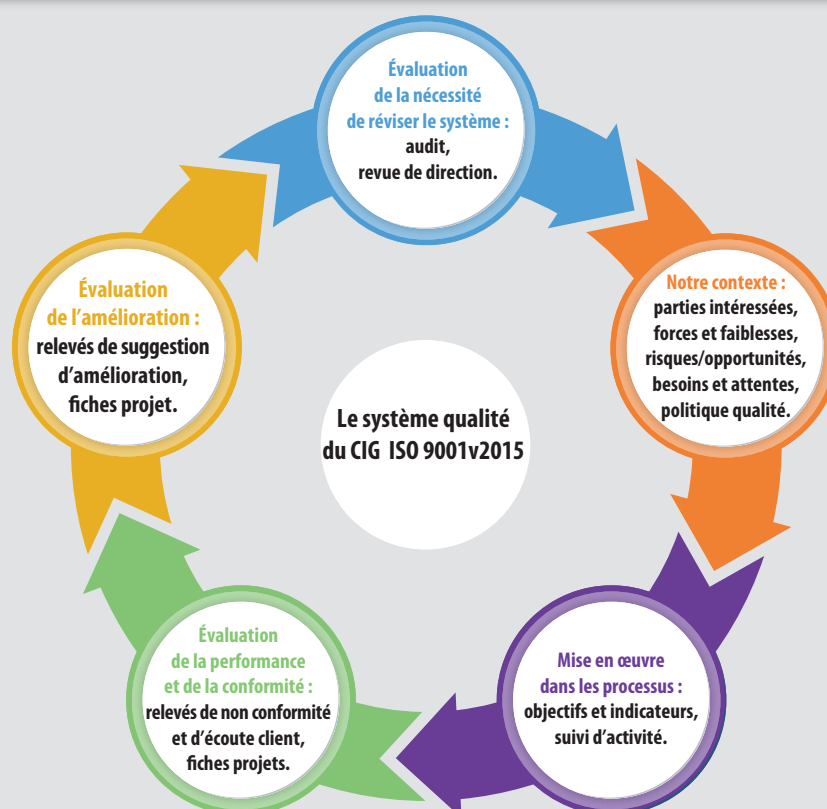 Évaluation
de la nécessité
de réviser le système :
audit,
revue de direction.
Notre contexte :
parties intéressées,
forces et faiblesses,
risques/opportunités,
besoins et attentes,
politique qualité.
Mise en œuvre
dans les processus :
objectifs et indicateurs,
suivi d’activité.
Évaluation
de la performance
et de la conformité :
relevés de non conformité
et d’écoute client,
fiches projets.
Évaluation
de l’amélioration :
relevés de suggestion
d’amélioration,
fiches projet.
Le système qualité
du CIG ISO 9001v2015